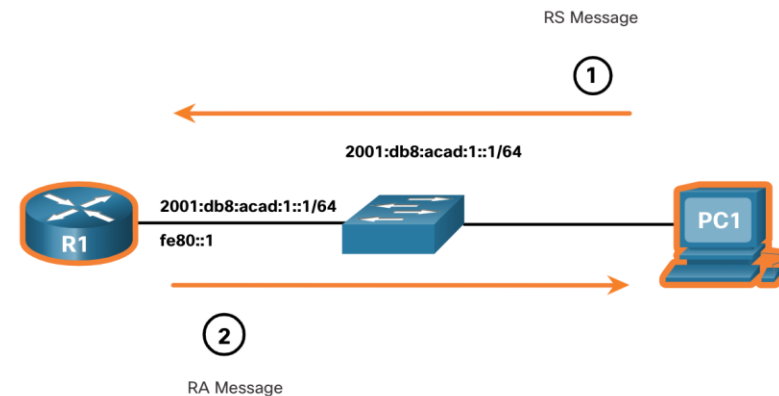 RS Message
1
2001:db8:acad:1::1/64
2001:db8:acad:1::1/64
R1
fe80::1
PC1
2
RA Message